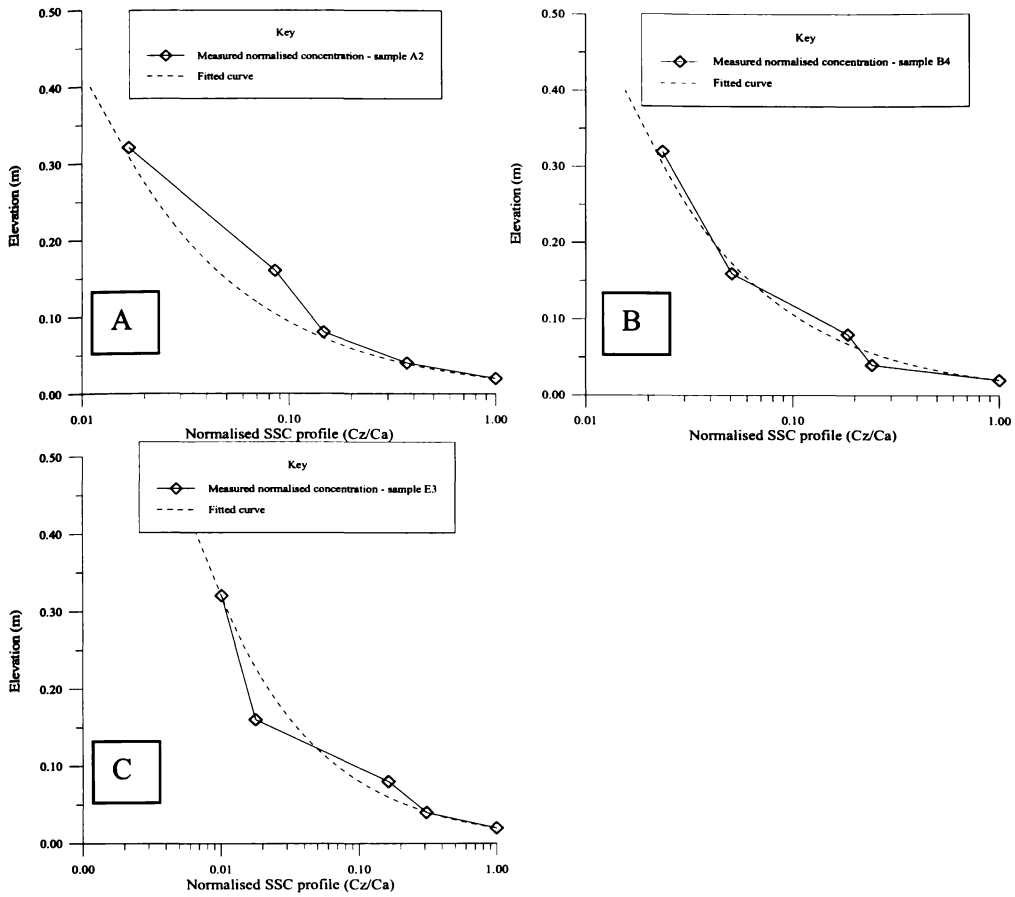 0.50
0.40
0.30
0.20
0.10
0.00
Elevation (m)
Key
Measured normalised concentration - sample A2
Fitted curve
A
0.01
0.10
1.00
Normalised SSC profile (Cz/Ca)
0.50
0.40
0.30
0.20
0.10
0.00
Elevation (m)
Key
Measured normalised concentration - sample B4
Fitted curve
B
0.01
0.10
1.00
Normalised SSC profile (Cz/Ca)
0.50
0.40
0.30
0.20
0.10
0.00
Elevation (m)
Key
Measured normalised concentration - sample E3
Fitted curve
C
0.00
0.01
0.10
1.00
Normalised SSC profile (Cz/Ca)